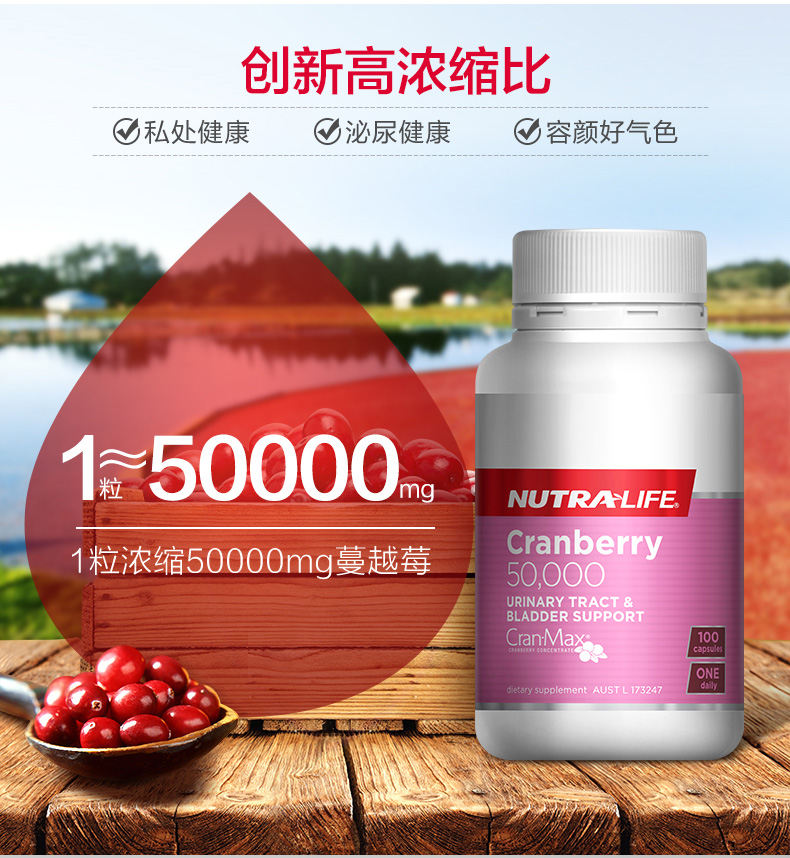 创新高浓缩比
私处健康 泌尿健康 容颜好气色
1粒≈50000mg
1粒浓缩50000mg蔓越莓
NUTRA-LIFE®
Cranberry
50,000
URINARY TRACT &
BLADDER SUPPORT
Cran-Max®
CRANBERRY CONCENTRATE
100
capsules
ONE
daily
dietary supplement AUST L 173247